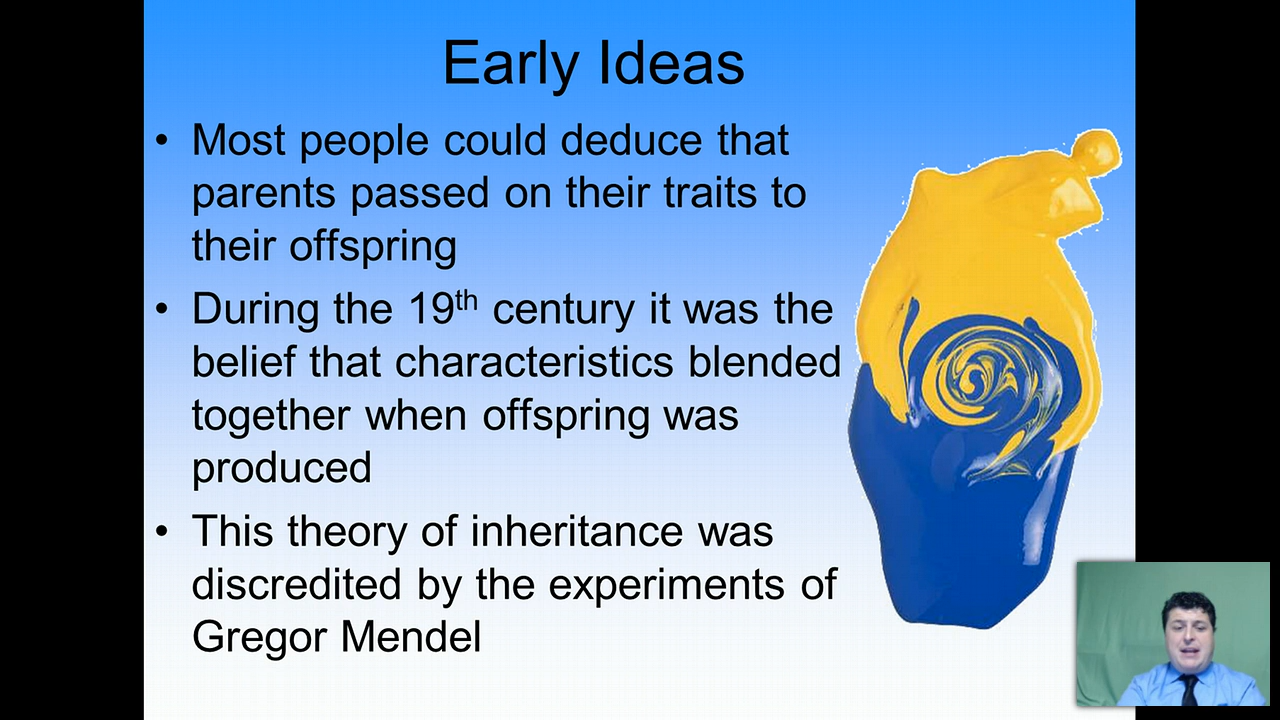 Early Ideas
• Most people could deduce that
parents passed on their traits to
their offspring
• During the 19th century it was the
belief that characteristics blended
together when offspring was
produced
• This theory of inheritance was
discredited by the experiments of
Gregor Mendel